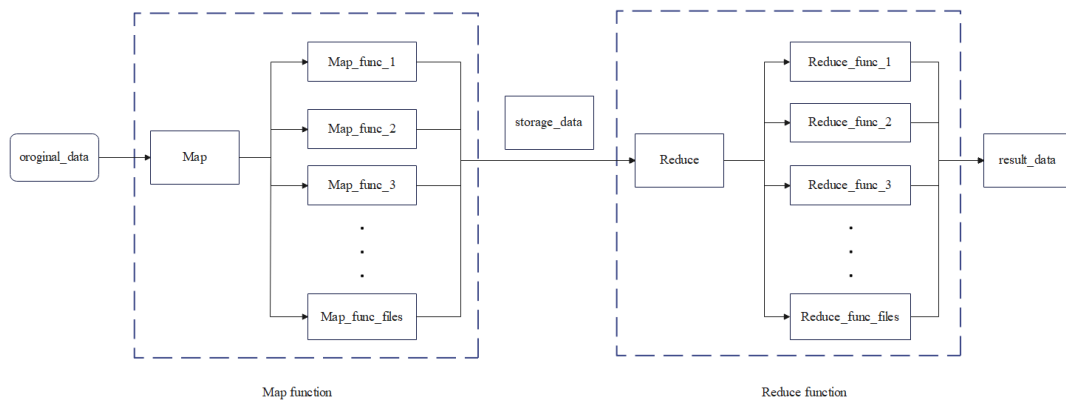 oroginal_data
Map
Map_func_1
Map_func_2
Map_func_3
Map_func_files
Map function
storage_data
Reduce
Reduce_func_1
Reduce_func_2
Reduce_func_3
Reduce_func_files
Reduce function
result_data